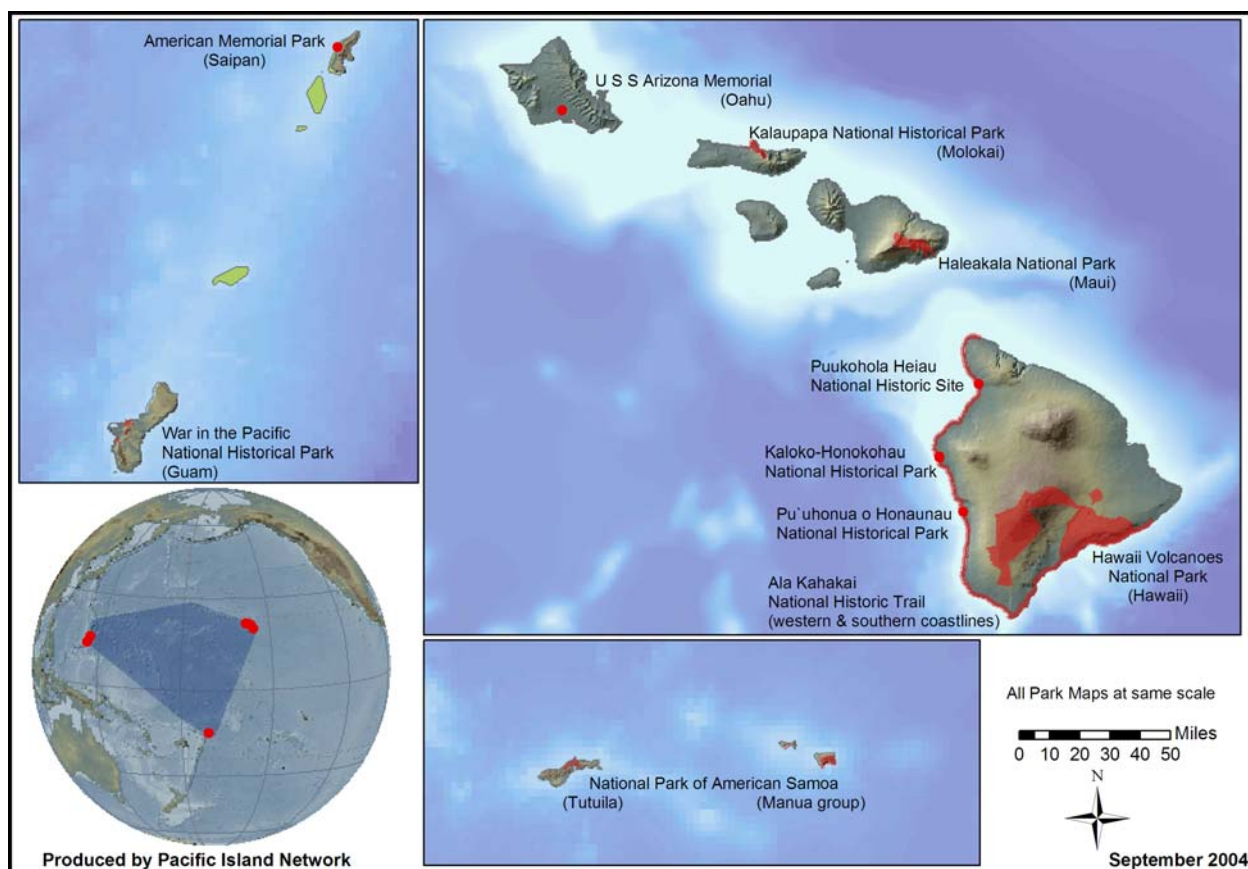 American Memorial Park
(Saipan)
War in the Pacific
National Historical Park
(Guam)
U S S Arizona Memorial
(Oahu)
Kalaupapa National Historical Park
(Molokai)
Haleakala National Park
(Maui)
Puukohola Heiau
National Historic Site
Kaloko-Honokohau
National Historical Park
Pu`uhonua o Honaunau
National Historical Park
Ala Kahakai
National Historic Trail
(western & southern coastlines)
Hawaii Volcanoes
National Park
(Hawaii)
National Park of American Samoa
(Tutuila) (Manua group)
All Park Maps at same scale
Miles
0 5 10 20 30 40 50
N
Produced by Pacific Island Network
September 2004